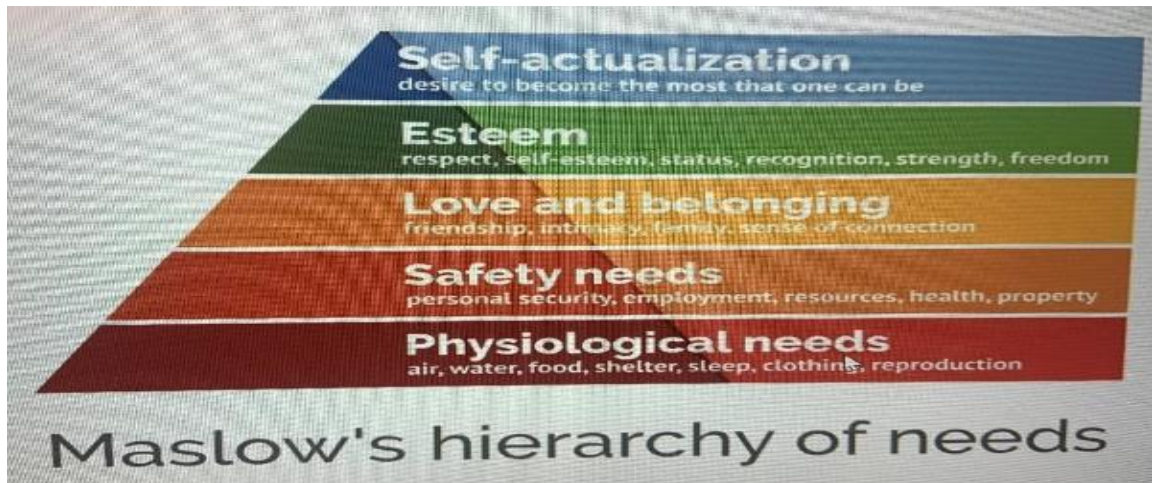 Self-actualization
desire to become the most that one can be
Esteem
respect, self-esteem, status, recognition, strength, freedom
Love and belonging
friendship, intimacy, family, sense of connection
Safety needs
personal security, employment, resources, health, property
Physiological needs
air, water, food, shelter, sleep, clothing, reproduction
Maslow's hierarchy of needs